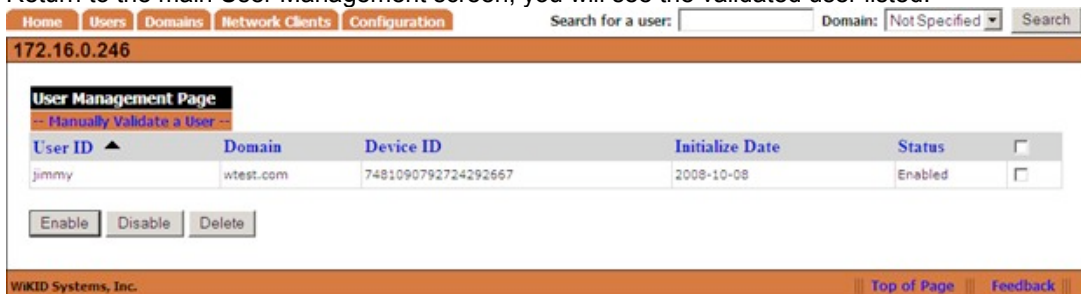 Return to the main User Management screen, you will see the validated user listed.
Home Users Domains Network Clients Configuration Search for a user: Domain: Not Specified Search
172.16.0.246
User Management Page
-- Manually Validate a User --
User ID Domain Device ID Initialize Date Status
jimmy wtest.com 7481090792724292667 2008-10-08 Enabled
Enable Disable Delete
WiKID Systems, Inc. Top of Page Feedback